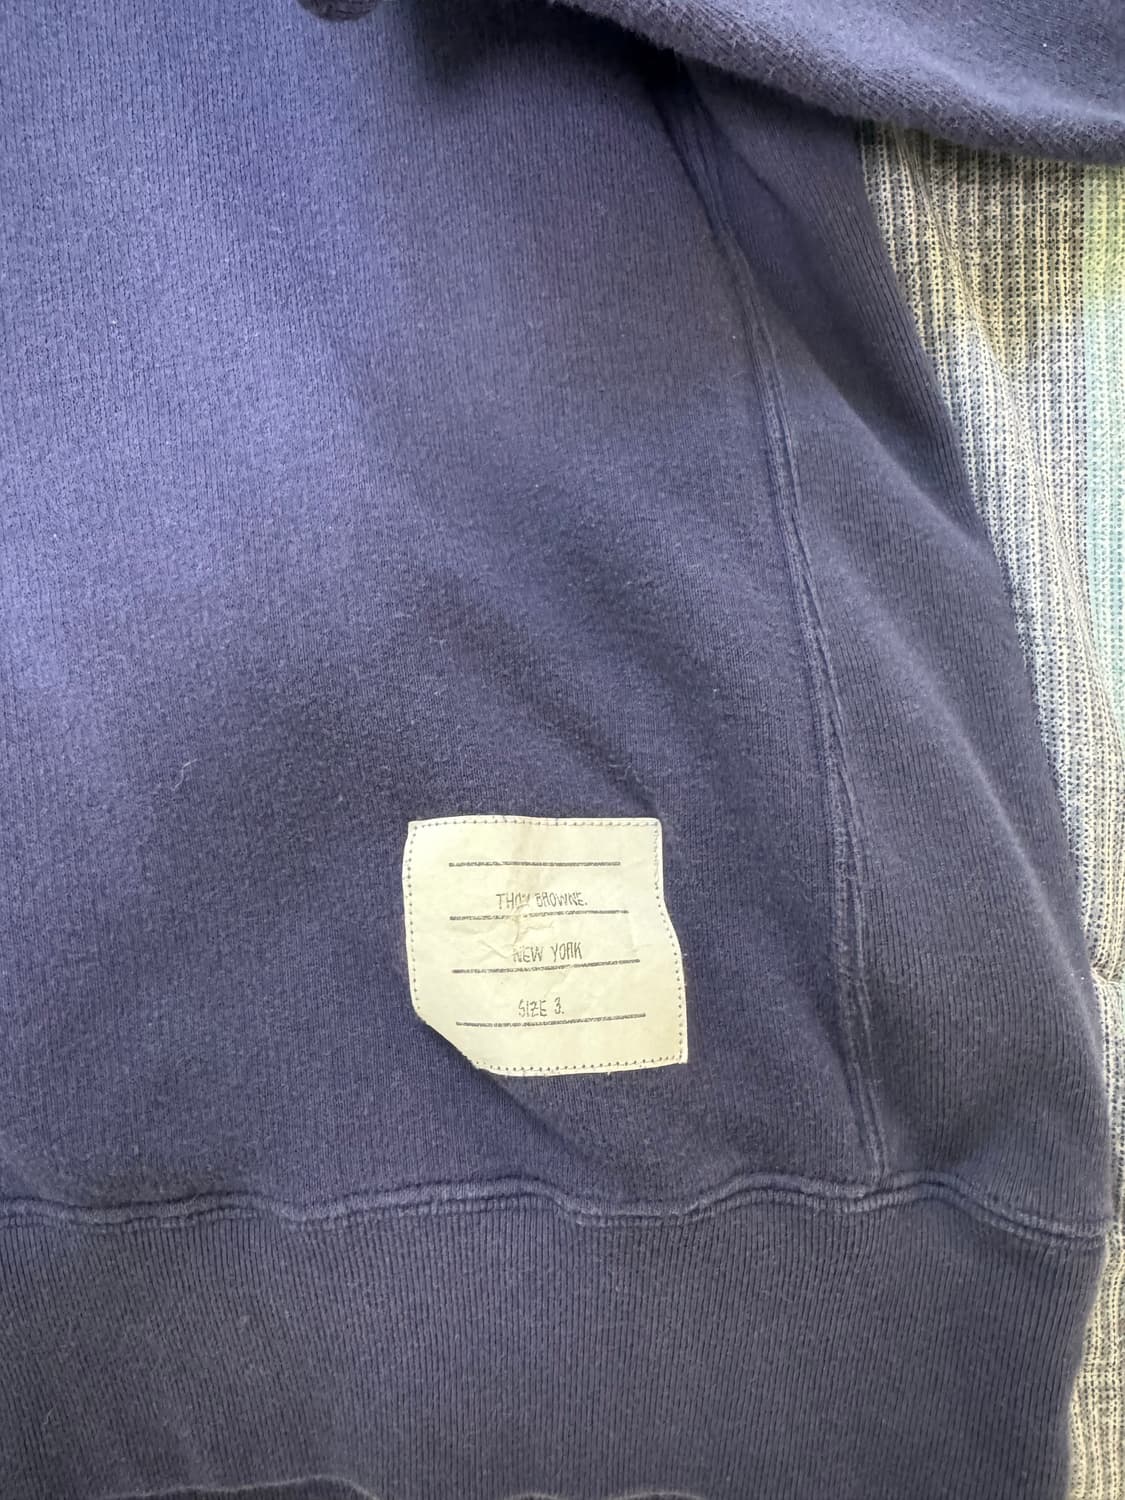 THOM BROWNE.
NEW YORK
SIZE 3.